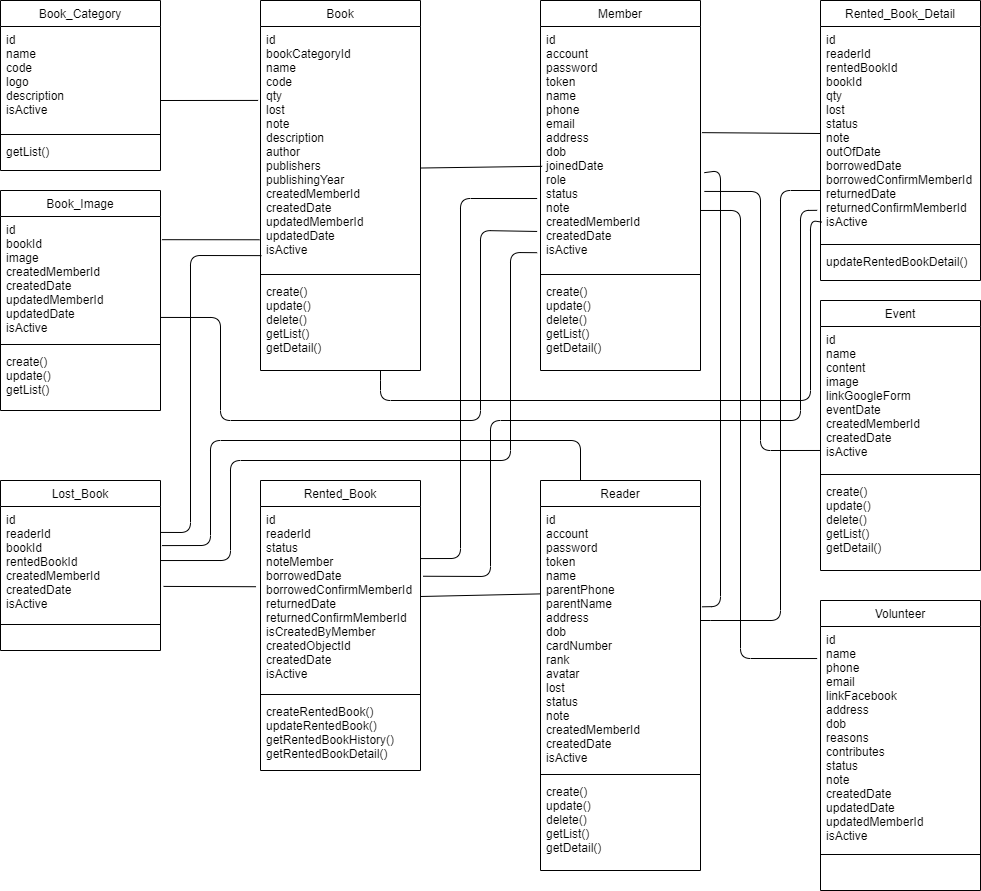 Book_Category
id
name
code
logo
description
isActive
getList()
Book
id
bookCategoryId
name
code
qty
lost
note
description
author
publishers
publishingYear
createdMemberId
createdDate
updatedMemberId
updatedDate
isActive
create()
update()
delete()
getList()
getDetail()
Member
id
account
password
token
name
phone
email
address
dob
joinedDate
role
status
note
createdMemberId
createdDate
isActive
create()
update()
delete()
getList()
getDetail()
Rented_Book_Detail
id
readerId
rentedBookId
bookId
qty
lost
status
note
outOfDate
borrowedDate
borrowedConfirmMemberId
returnedDate
returnedConfirmMemberId
isActive
updateRentedBookDetail()
Book_Image
id
bookId
image
createdMemberId
createdDate
updatedMemberId
updatedDate
isActive
create()
update()
getList()
Event
id
name
content
image
linkGoogleForm
eventDate
createdMemberId
createdDate
isActive
create()
update()
delete()
getList()
getDetail()
Lost_Book
id
readerId
bookId
rentedBookId
createdMemberId
createdDate
isActive
Rented_Book
id
readerId
status
noteMember
borrowedDate
borrowedConfirmMemberId
returnedDate
returnedConfirmMemberId
isCreatedByMember
createdObjectId
createdDate
isActive
createRentedBook()
updateRentedBook()
getRentedBookHistory()
getRentedBookDetail()
Reader
id
account
password
token
name
parentPhone
parentName
address
dob
cardNumber
rank
avatar
lost
status
note
createdMemberId
createdDate
isActive
create()
update()
delete()
getList()
getDetail()
Volunteer
id
name
phone
email
linkFacebook
address
dob
reasons
contributes
status
note
createdDate
updatedDate
updatedMemberId
isActive